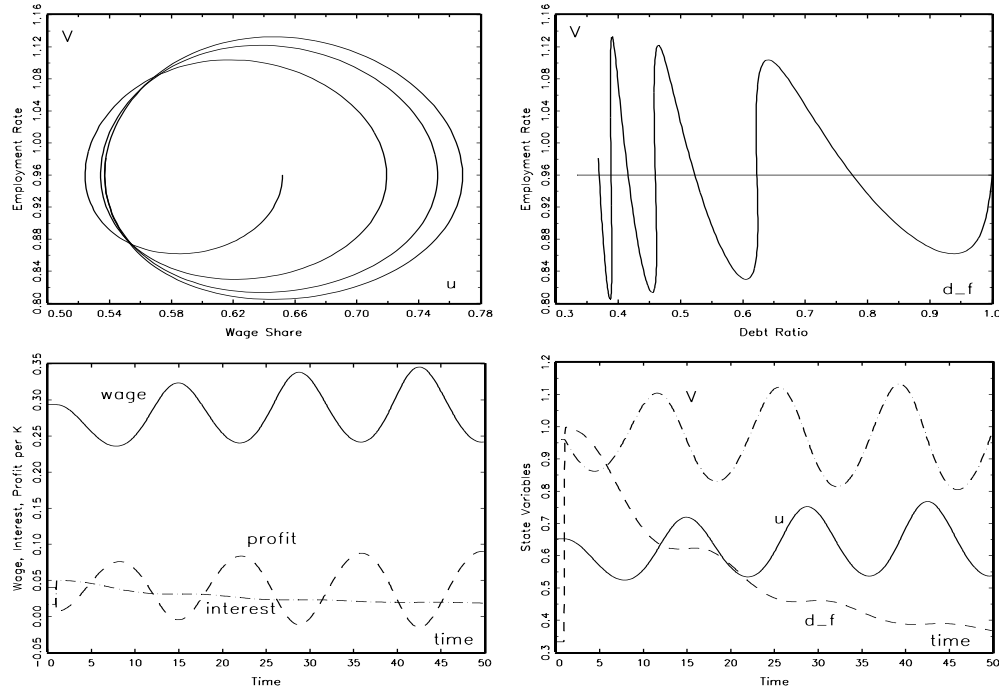 V
Employment Rate
0.80 0.84 0.88 0.92 0.96 1.00 1.04 1.08 1.12 1.16
u
0.50 0.54 0.58 0.62 0.66 0.70 0.74 0.78
Wage Share
V
Employment Rate
0.80 0.84 0.88 0.92 0.96 1.00 1.04 1.08 1.12 1.16
d_f
0.3 0.4 0.5 0.6 0.7 0.8 0.9 1.0
Debt Ratio
Wage, Interest, Profit per K
-0.05 0.00 0.05 0.10 0.15 0.20 0.25 0.30 0.35
wage
profit
interest
time
0 5 10 15 20 25 30 35 40 45 50
Time
State Variables
0.3 0.4 0.5 0.6 0.7 0.8 0.9 1.0 1.1 1.2
V
u
d_f
time
0 5 10 15 20 25 30 35 40 45 50
Time